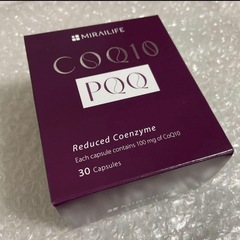 MIRAILIFE
COQ10
PQQ
Reduced Coenzyme
Each capsule contains 100 mg of CoQ10
30 Capsules